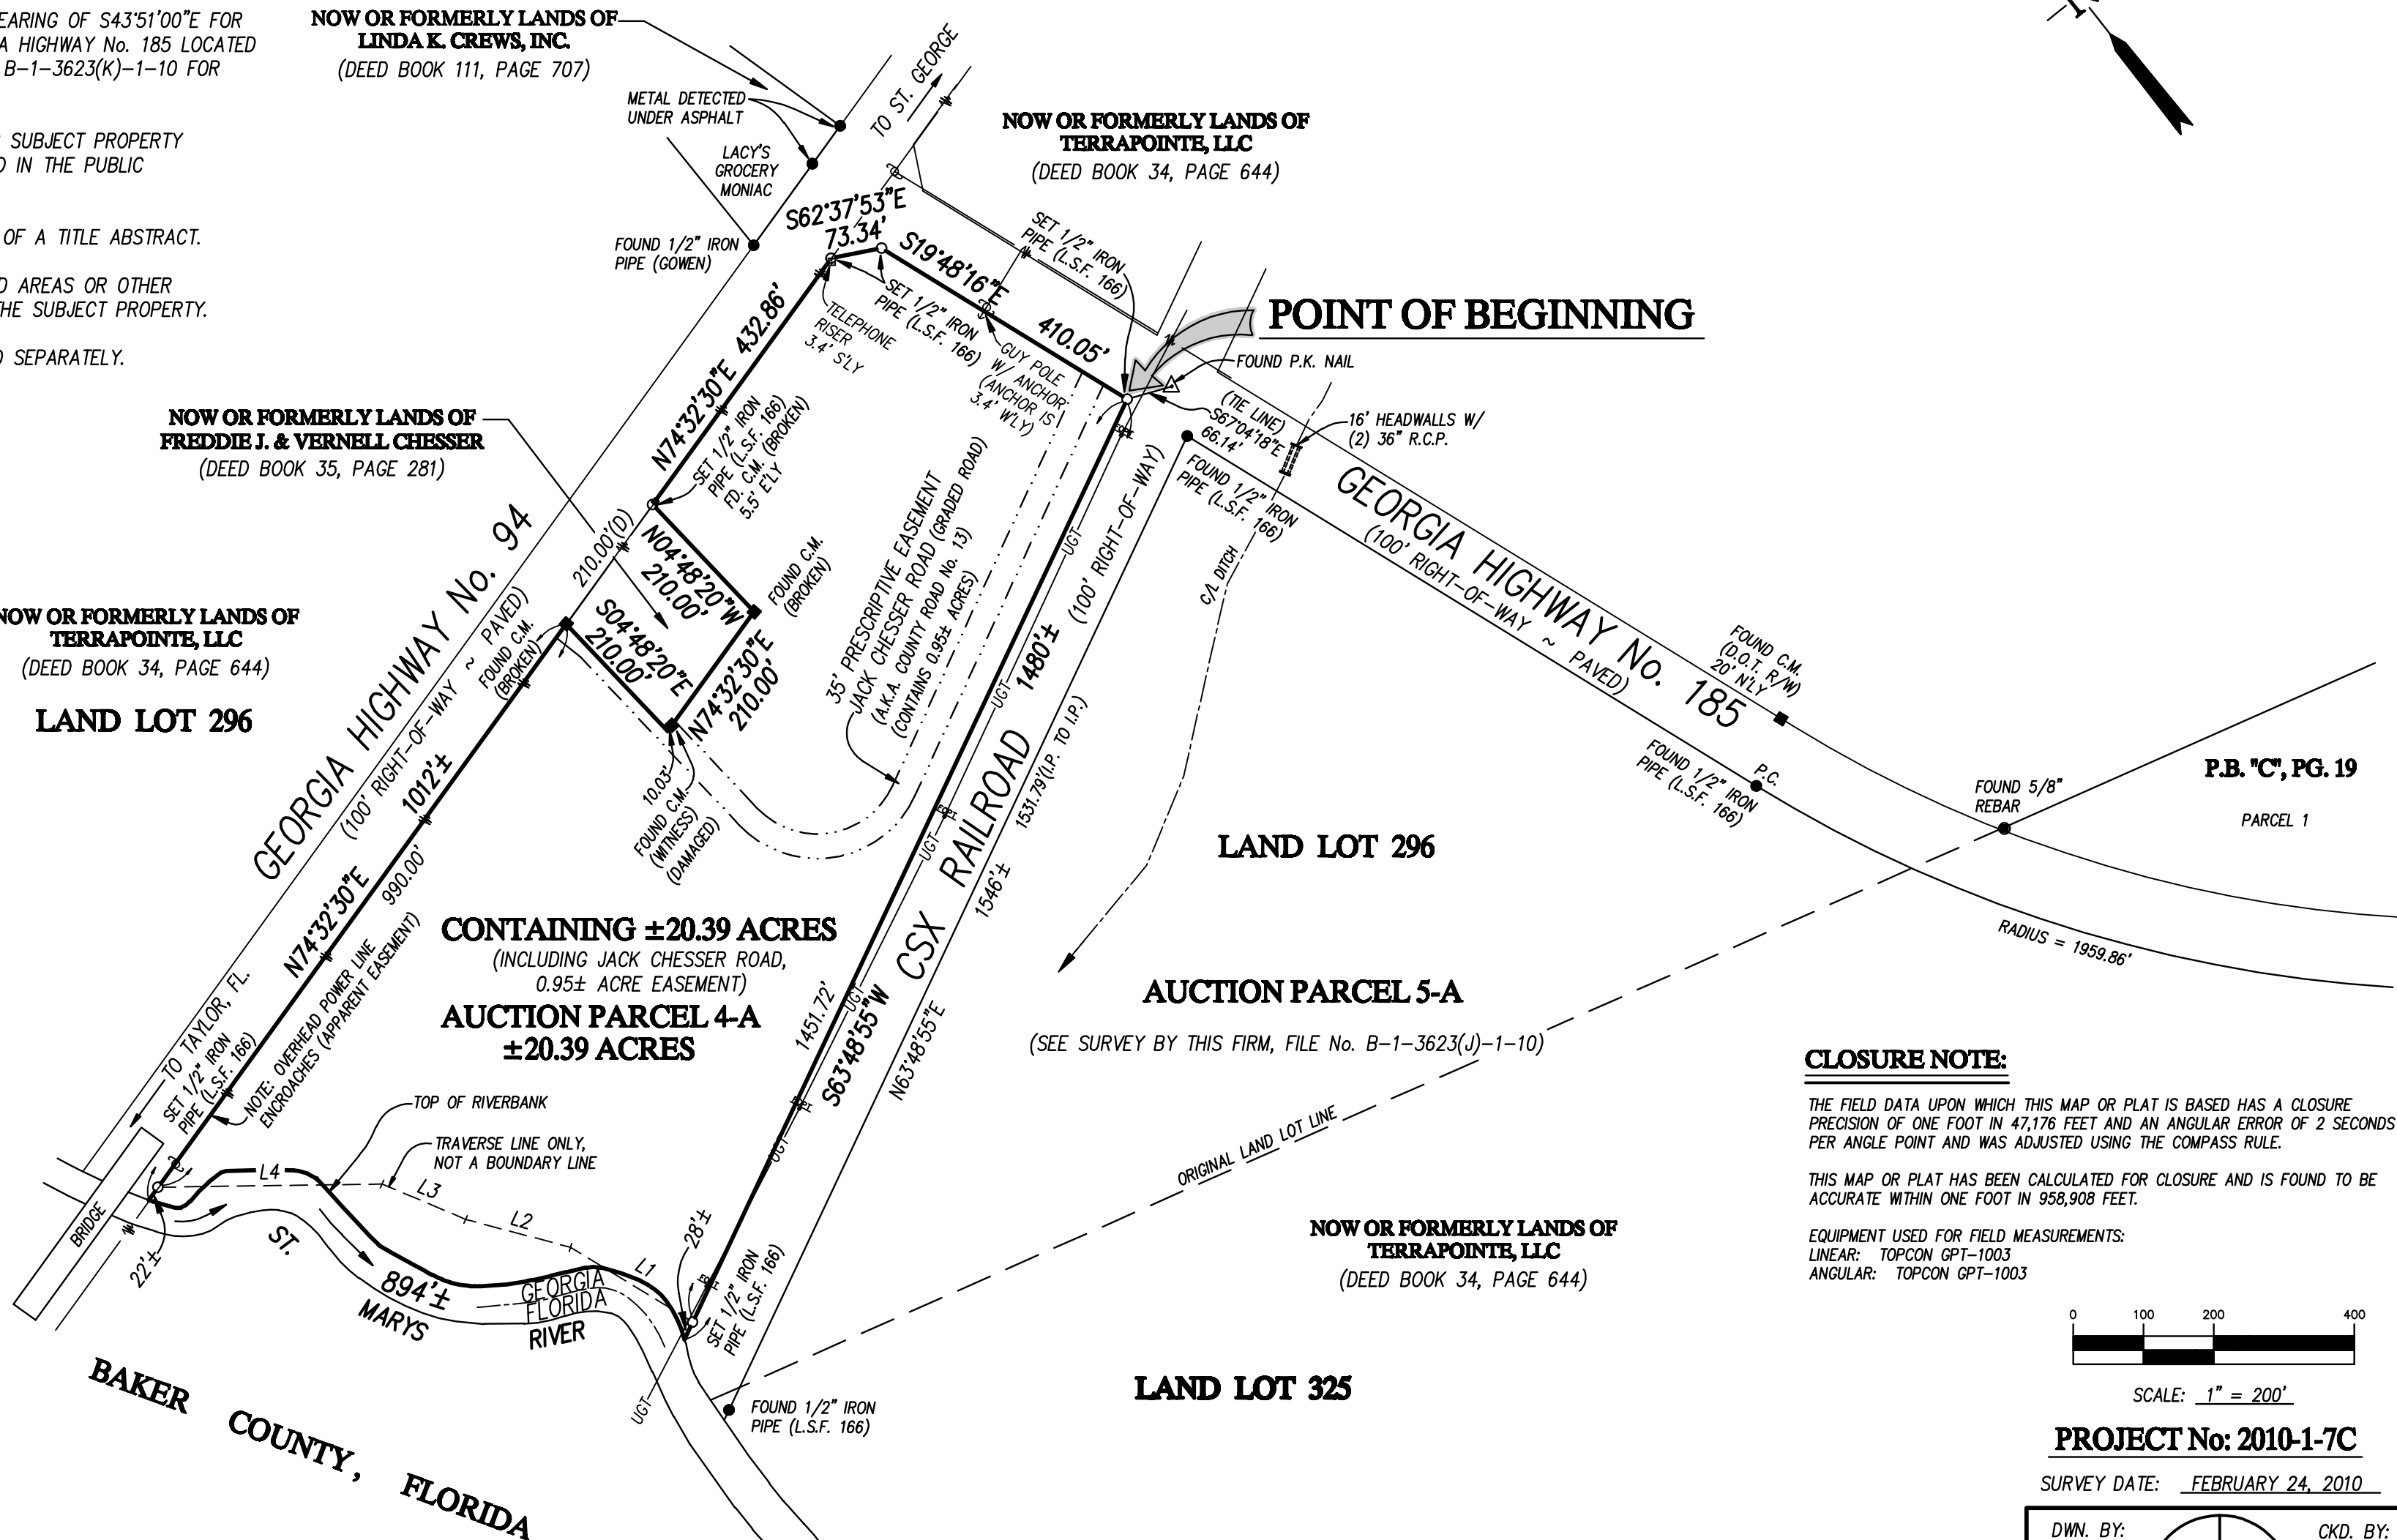 EARING OF S43°51'00"E FOR
A HIGHWAY No. 185 LOCATED
B-1-3623(K)-1-10 FOR
SUBJECT PROPERTY
D IN THE PUBLIC
OF A TITLE ABSTRACT.
D AREAS OR OTHER
THE SUBJECT PROPERTY.
D SEPARATELY.
NOW OR FORMERLY LANDS OF
LINDA K. CREWS, INC.
(DEED BOOK 111, PAGE 707)
METAL DETECTED
UNDER ASPHALT
LACY'S
GROCERY
MONIAC
FOUND 1/2" IRON
PIPE (GOWEN)
TO ST. GEORGE
NOW OR FORMERLY LANDS OF
TERRAPOINTE, LLC
(DEED BOOK 34, PAGE 644)
S62°37'53"E
73.34'
S19°48'16"E
410.05'
SET 1/2" IRON
PIPE (L.S.F. 166)
SET 1/2" IRON
PIPE (L.S.F. 166)
TELEPHONE
RISER
3.4' S'LY
GUY POLE
W/ ANCHOR
(ANCHOR IS
3.4' W'LY)
POINT OF BEGINNING
FOUND P.K. NAIL
(TIE LINE)
S67°04'18"E
66.14'
16' HEADWALLS W/
(2) 36" R.C.P.
FOUND 1/2" IRON
PIPE (L.S.F. 166)
C/L DITCH
GEORGIA HIGHWAY No. 185
(100' RIGHT-OF-WAY ~ PAVED)
FOUND C.M.
(D.O.T. R/W)
20' N'LY
FOUND 1/2" IRON
PIPE (L.S.F. 166)
P.C.
FOUND 5/8"
REBAR
P.B. "C", PG. 19
PARCEL 1
RADIUS = 1959.86'
NOW OR FORMERLY LANDS OF
FREDDIE J. & VERNELL CHESSER
(DEED BOOK 35, PAGE 281)
N74°32'30"E 432.86'
SET 1/2" IRON
PIPE (L.S.F. 166)
FD. C.M. (BROKEN)
5.5' E'LY
210.00'(D)
N04°48'20"W
210.00'
FOUND C.M.
(BROKEN)
S04°48'20"E
210.00'
N74°32'30"E
210.00'
FOUND C.M.
(BROKEN)
10.03'
FOUND C.M.
(WITNESS)
(DAMAGED)
35' PRESCRIPTIVE EASEMENT
JACK CHESSER ROAD (GRADED ROAD)
(A.K.A. COUNTY ROAD No. 13)
(CONTAINS 0.95± ACRES)
NOW OR FORMERLY LANDS OF
TERRAPOINTE, LLC
(DEED BOOK 34, PAGE 644)
LAND LOT 296
GEORGIA HIGHWAY No. 94
(100' RIGHT-OF-WAY ~ PAVED)
1012'±
N74°32'30"E
990.00'
NOTE: OVERHEAD POWER LINE
ENCROACHES (APPARENT EASEMENT)
TO TAYLOR, FL.
SET 1/2" IRON
PIPE (L.S.F. 166)
CONTAINING ±20.39 ACRES
(INCLUDING JACK CHESSER ROAD,
0.95± ACRE EASEMENT)
AUCTION PARCEL 4-A
±20.39 ACRES
UGT
UGT
UGT
UGT
UGT
UGT
1480'±
(100' RIGHT-OF-WAY)
CSX RAILROAD
1531.79'(I.P. TO I.P.)
1546'±
1451.72'
S63°48'55"W
N63°48'55"E
LAND LOT 296
AUCTION PARCEL 5-A
(SEE SURVEY BY THIS FIRM, FILE No. B-1-3623(J)-1-10)
ORIGINAL LAND LOT LINE
TOP OF RIVERBANK
TRAVERSE LINE ONLY,
NOT A BOUNDARY LINE
L4
L3
L2
L1
28'±
BRIDGE
22'±
894'±
ST.
MARYS
RIVER
GEORGIA
FLORIDA
SET 1/2" IRON
PIPE (L.S.F. 166)
FOUND 1/2" IRON
PIPE (L.S.F. 166)
BAKER COUNTY, FLORIDA
NOW OR FORMERLY LANDS OF
TERRAPOINTE, LLC
(DEED BOOK 34, PAGE 644)
LAND LOT 325
CLOSURE NOTE:
THE FIELD DATA UPON WHICH THIS MAP OR PLAT IS BASED HAS A CLOSURE
PRECISION OF ONE FOOT IN 47,176 FEET AND AN ANGULAR ERROR OF 2 SECONDS
PER ANGLE POINT AND WAS ADJUSTED USING THE COMPASS RULE.
THIS MAP OR PLAT HAS BEEN CALCULATED FOR CLOSURE AND IS FOUND TO BE
ACCURATE WITHIN ONE FOOT IN 958,908 FEET.
EQUIPMENT USED FOR FIELD MEASUREMENTS:
LINEAR: TOPCON GPT-1003
ANGULAR: TOPCON GPT-1003
0 100 200 400
SCALE: 1" = 200'
PROJECT No: 2010-1-7C
SURVEY DATE: FEBRUARY 24, 2010
DWN. BY:
CKD. BY: